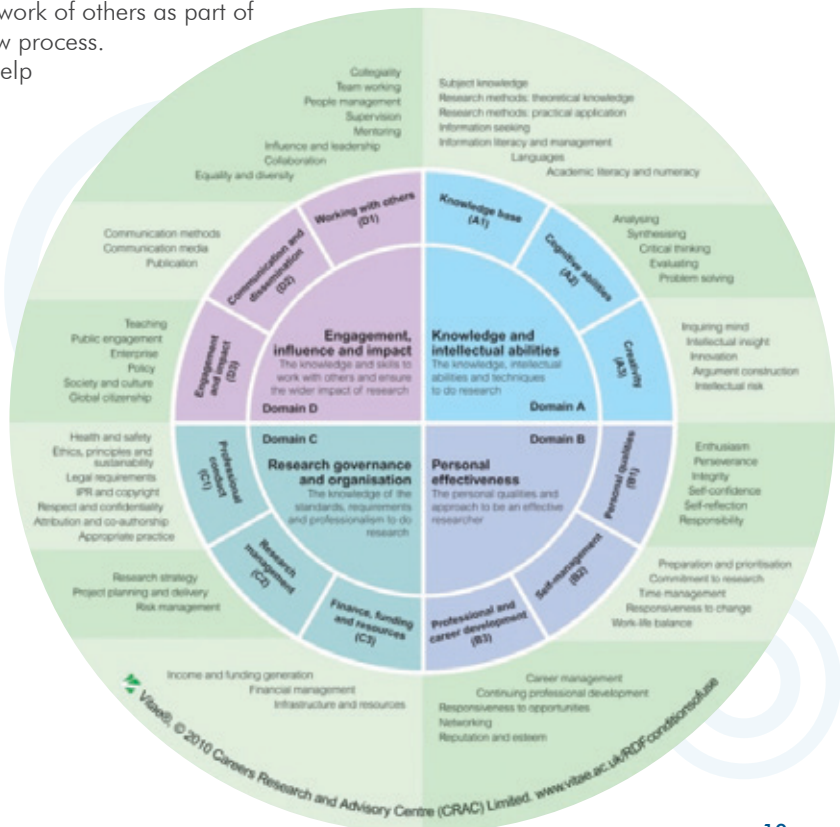 work of others as part of
w process.
elp
Collegiality
Team working
People management
Supervision
Mentoring
Influence and leadership
Collaboration
Equality and diversity
Subject knowledge
Research methods: theoretical knowledge
Research methods: practical application
Information seeking
Information literacy and management
Languages
Academic literacy and numeracy
Communication methods
Communication media
Publication
Analysing
Synthesising
Critical thinking
Evaluating
Problem solving
Teaching
Public engagement
Enterprise
Policy
Society and culture
Global citizenship
Inquiring mind
Intellectual insight
Innovation
Argument construction
Intellectual risk
Working with others
(D1)
Communication and
dissemination
(D2)
Engagement
and impact
(D3)
Knowledge base
(A1)
Cognitive abilities
(A2)
Creativity
(A3)
Engagement,
influence and impact
The knowledge and skills to
work with others and ensure
the wider impact of research
Domain D
Knowledge and
intellectual abilities
The knowledge, intellectual
abilities and techniques
to do research
Domain A
Domain C
Research governance
and organisation
The knowledge of the
standards, requirements
and professionalism to do
research
Domain B
Personal
effectiveness
The personal qualities and
approach to be an effective
researcher
Professional
conduct
(C1)
Research
management
(C2)
Finance, funding
and resources
(C3)
Personal qualities
(B1)
Self-management
(B2)
Professional and
career development
(B3)
Health and safety
Ethics, principles and
sustainability
Legal requirements
IPR and copyright
Respect and confidentiality
Attribution and co-authorship
Appropriate practice
Enthusiasm
Perseverance
Integrity
Self-confidence
Self-reflection
Responsibility
Research strategy
Project planning and delivery
Risk management
Preparation and prioritisation
Commitment to research
Time management
Responsiveness to change
Work-life balance
Income and funding generation
Financial management
Infrastructure and resources
Career management
Continuing professional development
Responsiveness to opportunities
Networking
Reputation and esteem
Vitae®, © 2010 Careers Research and Advisory Centre (CRAC) Limited. www.vitae.ac.uk/RDFconditionsofuse